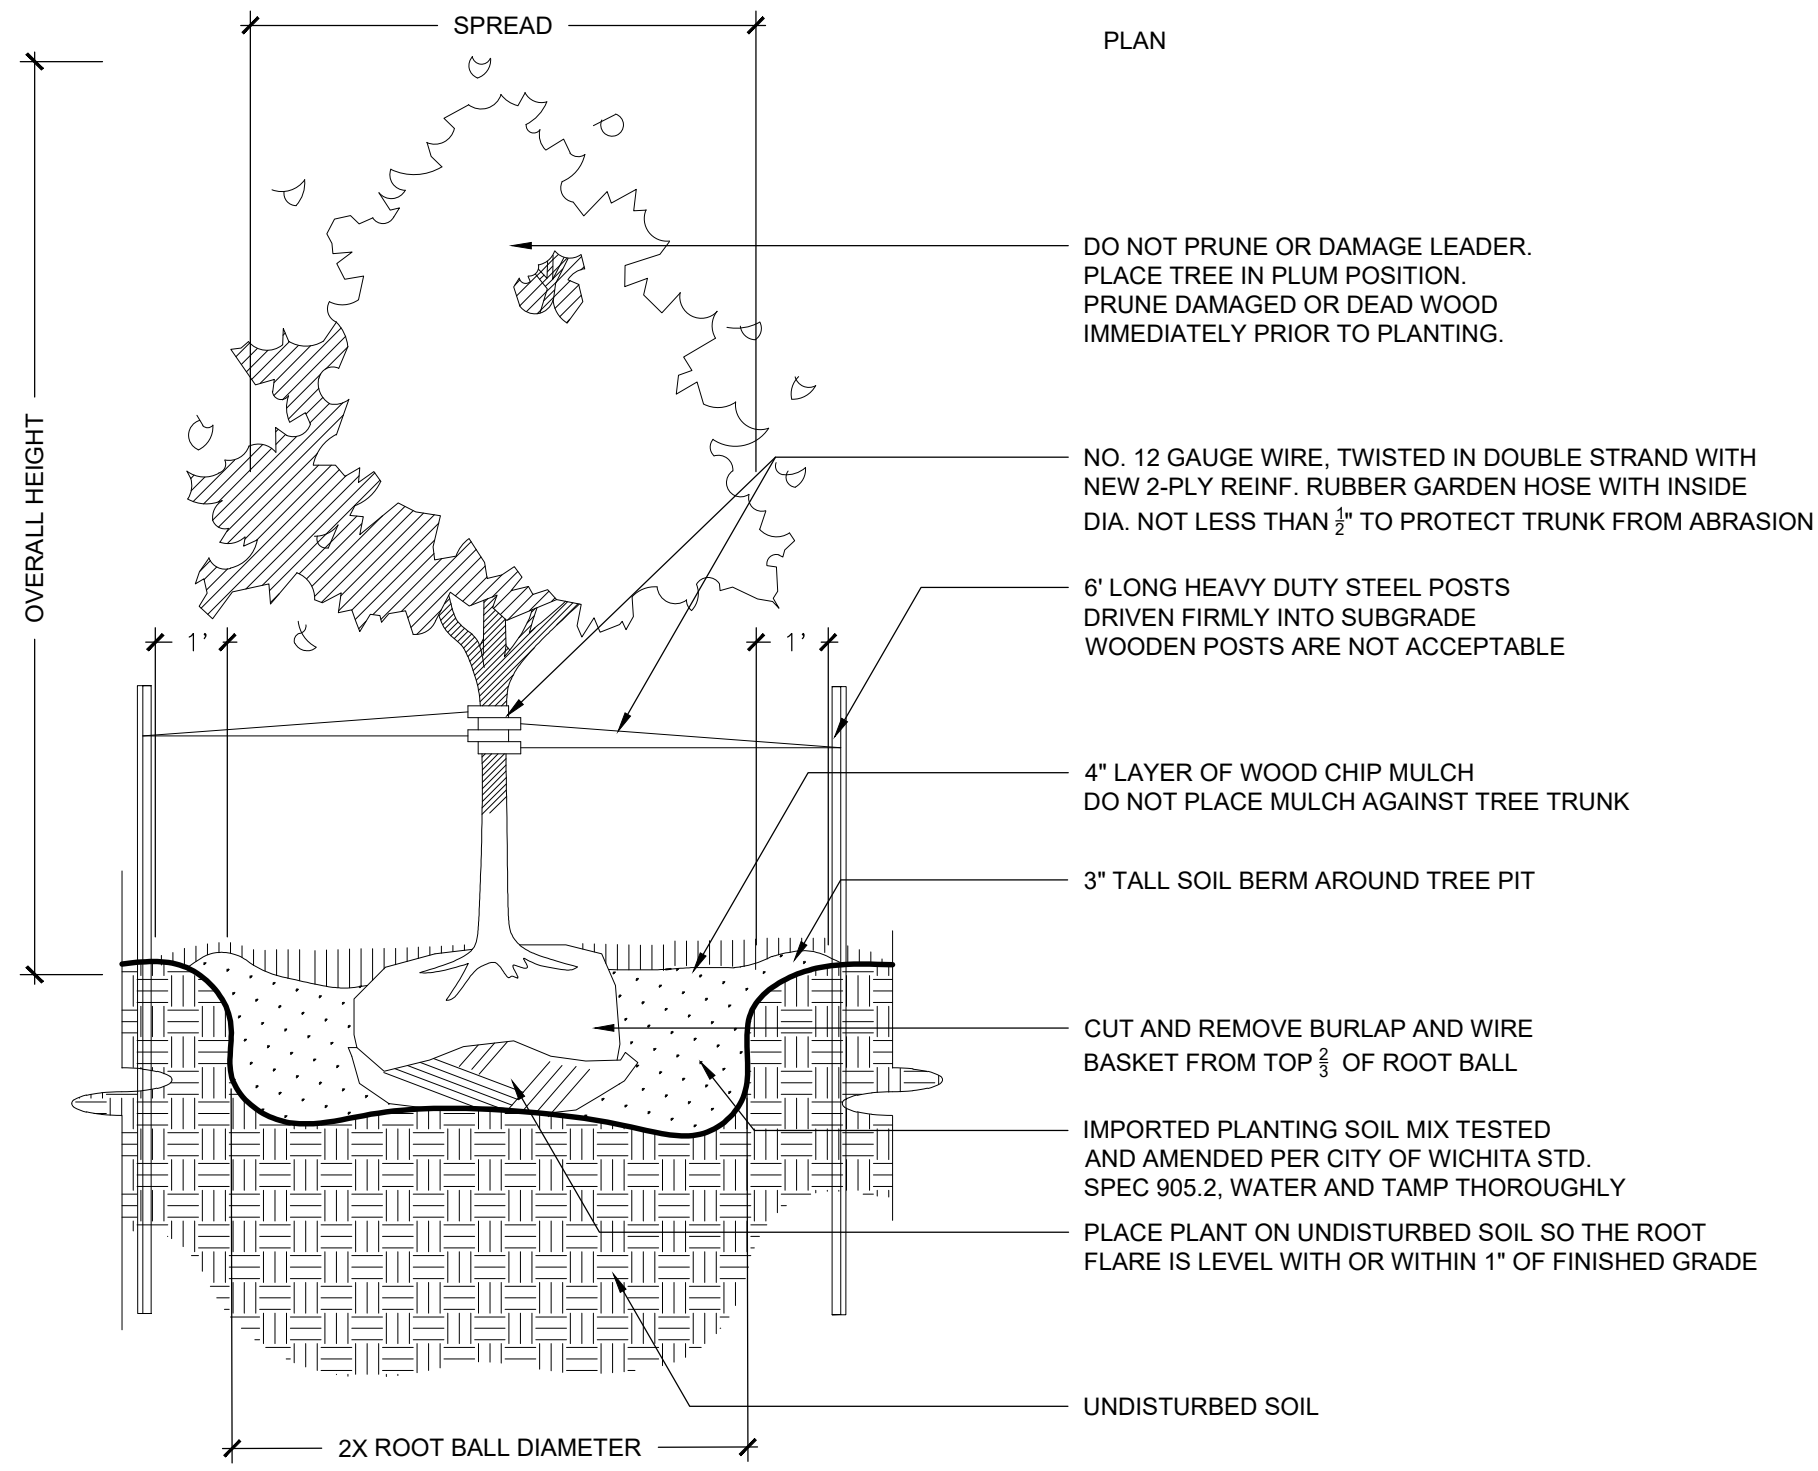 SPREAD
PLAN
OVERALL HEIGHT
DO NOT PRUNE OR DAMAGE LEADER.
PLACE TREE IN PLUM POSITION.
PRUNE DAMAGED OR DEAD WOOD
IMMEDIATELY PRIOR TO PLANTING.
NO. 12 GAUGE WIRE, TWISTED IN DOUBLE STRAND WITH
NEW 2-PLY REINF. RUBBER GARDEN HOSE WITH INSIDE
DIA. NOT LESS THAN 1/2" TO PROTECT TRUNK FROM ABRASION
6' LONG HEAVY DUTY STEEL POSTS
DRIVEN FIRMLY INTO SUBGRADE
WOODEN POSTS ARE NOT ACCEPTABLE
1'
1'
4" LAYER OF WOOD CHIP MULCH
DO NOT PLACE MULCH AGAINST TREE TRUNK
3" TALL SOIL BERM AROUND TREE PIT
CUT AND REMOVE BURLAP AND WIRE
BASKET FROM TOP 2/3 OF ROOT BALL
IMPORTED PLANTING SOIL MIX TESTED
AND AMENDED PER CITY OF WICHITA STD.
SPEC 905.2, WATER AND TAMP THOROUGHLY
PLACE PLANT ON UNDISTURBED SOIL SO THE ROOT
FLARE IS LEVEL WITH OR WITHIN 1" OF FINISHED GRADE
UNDISTURBED SOIL
2X ROOT BALL DIAMETER